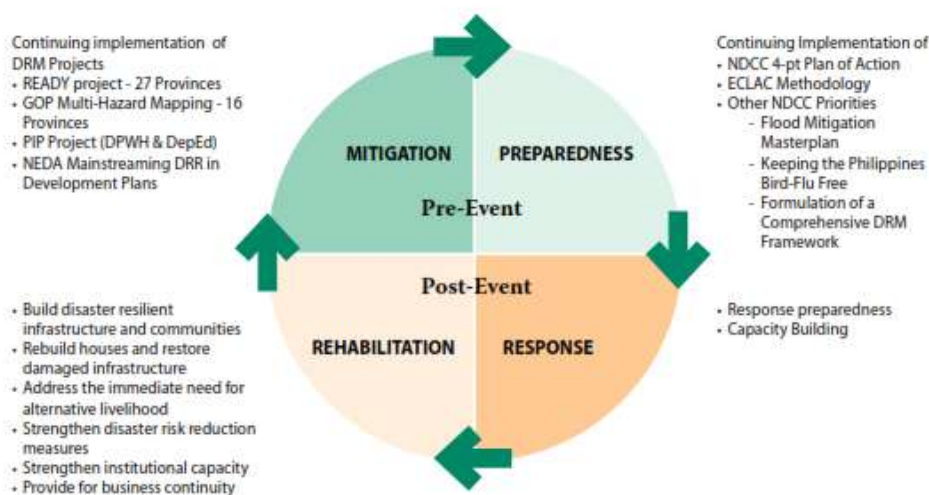 Continuing implementation of
DRM Projects
• READY project - 27 Provinces
• GOP Multi-Hazard Mapping - 16
Provinces
• PIP Project (DPWH & DepEd)
• NEDA Mainstreaming DRR in
Development Plans
MITIGATION
PREPAREDNESS
Pre-Event
Continuing Implementation of
• NDCC 4-pt Plan of Action
• ECLAC Methodology
• Other NDCC Priorities
- Flood Mitigation
Masterplan
- Keeping the Philippines
Bird-Flu Free
- Formulation of a
Comprehensive DRM
Framework
Post-Event
REHABILITATION
RESPONSE
• Build disaster resilient
infrastructure and communities
• Rebuild houses and restore
damaged infrastructure
• Address the immediate need for
alternative livelihood
• Strengthen disaster risk reduction
measures
• Strengthen institutional capacity
• Provide for business continuity
• Response preparedness
• Capacity Building